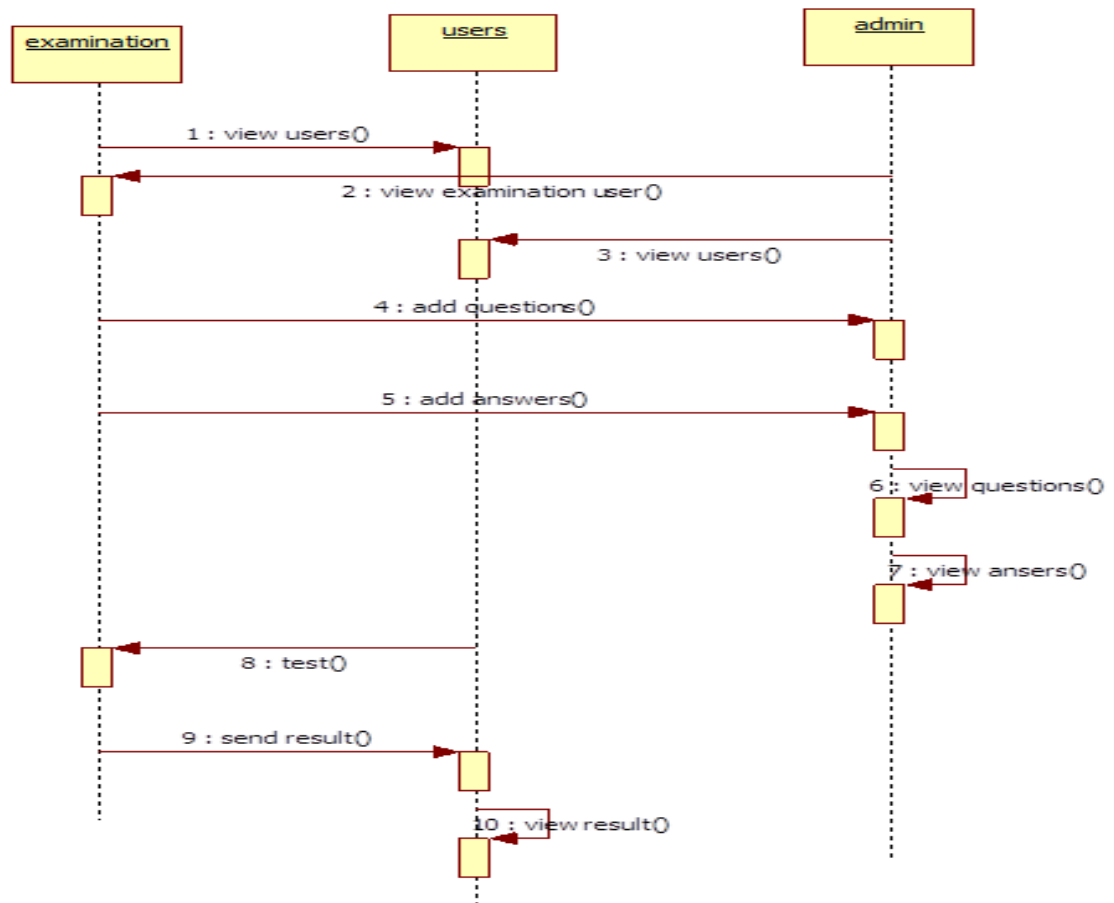 examination
users
admin
1 : view users()
2 : view examination user()
3 : view users()
4 : add questions()
5 : add answers()
6 : view questions()
7 : view ansers()
8 : test()
9 : send result()
10 : view result()